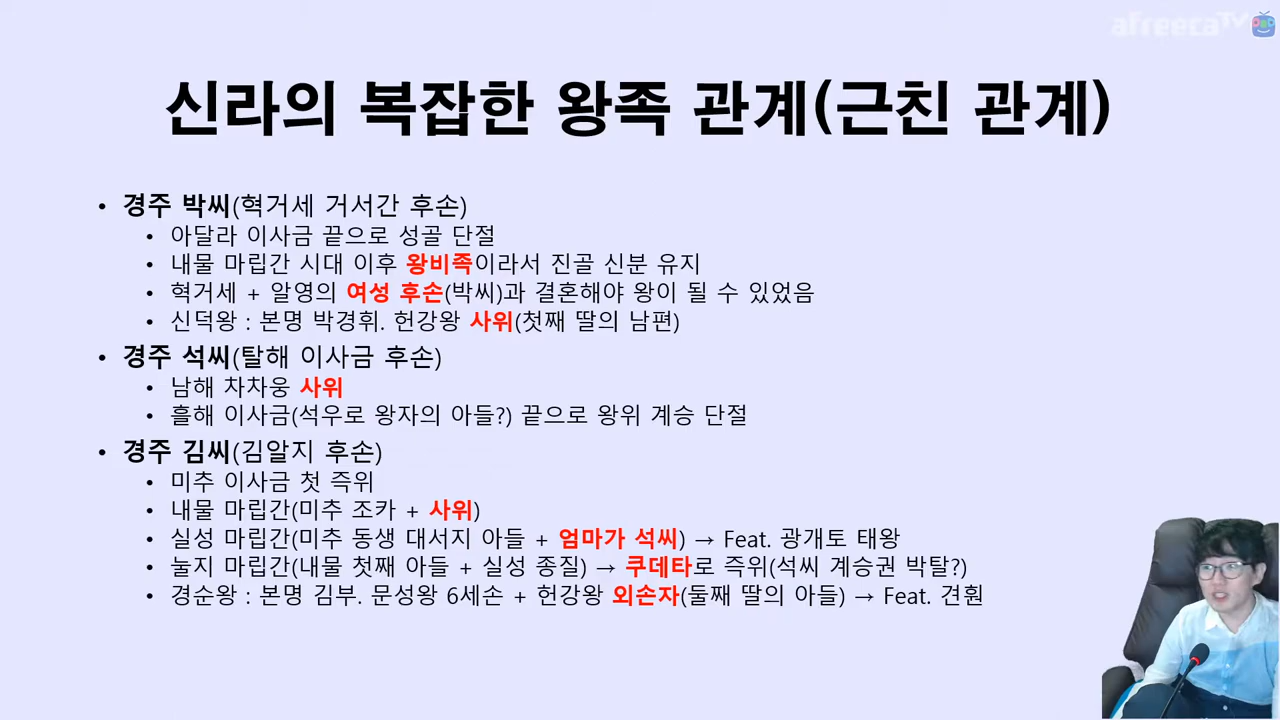 afreecaTV
신라의 복잡한 왕족 관계(근친 관계)
• 경주 박씨(혁거세 거서간 후손)
• 아달라 이사금 끝으로 성골 단절
• 내물 마립간 시대 이후 왕비족이라서 진골 신분 유지
• 혁거세 + 알영의 여성 후손(박씨)과 결혼해야 왕이 될 수 있었음
• 신덕왕 : 본명 박경휘. 헌강왕 사위(첫째 딸의 남편)
• 경주 석씨(탈해 이사금 후손)
• 남해 차차웅 사위
• 흘해 이사금(석우로 왕자의 아들?) 끝으로 왕위 계승 단절
• 경주 김씨(김알지 후손)
• 미추 이사금 첫 즉위
• 내물 마립간(미추 조카 + 사위)
• 실성 마립간(미추 동생 대서지 아들 + 엄마가 석씨) → Feat. 광개토 태왕
• 눌지 마립간(내물 첫째 아들 + 실성 종질) → 쿠데타로 즉위(석씨 계승권 박탈?)
• 경순왕 : 본명 김부. 문성왕 6세손 + 헌강왕 외손자(둘째 딸의 아들) → Feat. 견훤